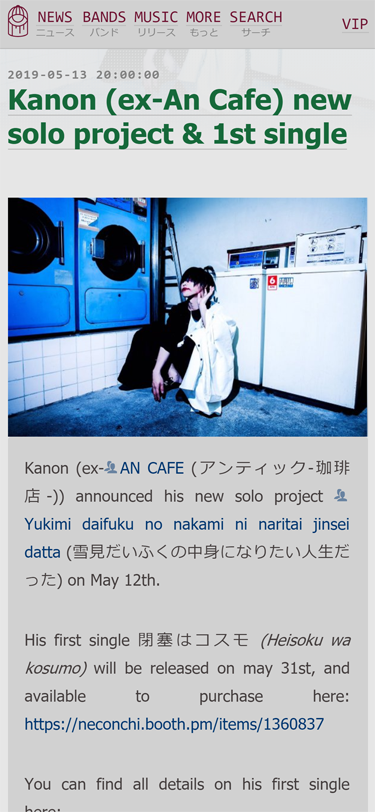 NEWS BANDS MUSIC MORE SEARCH
ニュース バンド リリース もっと サーチ
VIP
2019-05-13 20:00:00
Kanon (ex-An Cafe) new
solo project & 1st single
6
Kanon (ex-AN CAFE (アンティック-珈琲
店-)) announced his new solo project
Yukimi daifuku no nakami ni naritai jinsei
datta (雪見だいふくの中身になりたい人生だ
った) on May 12th.
His first single 閉塞はコスモ (Heisoku wa
kosumo) will be released on may 31st, and
available to purchase here:
https://neconchi.booth.pm/items/1360837
You can find all details on his first single
here: